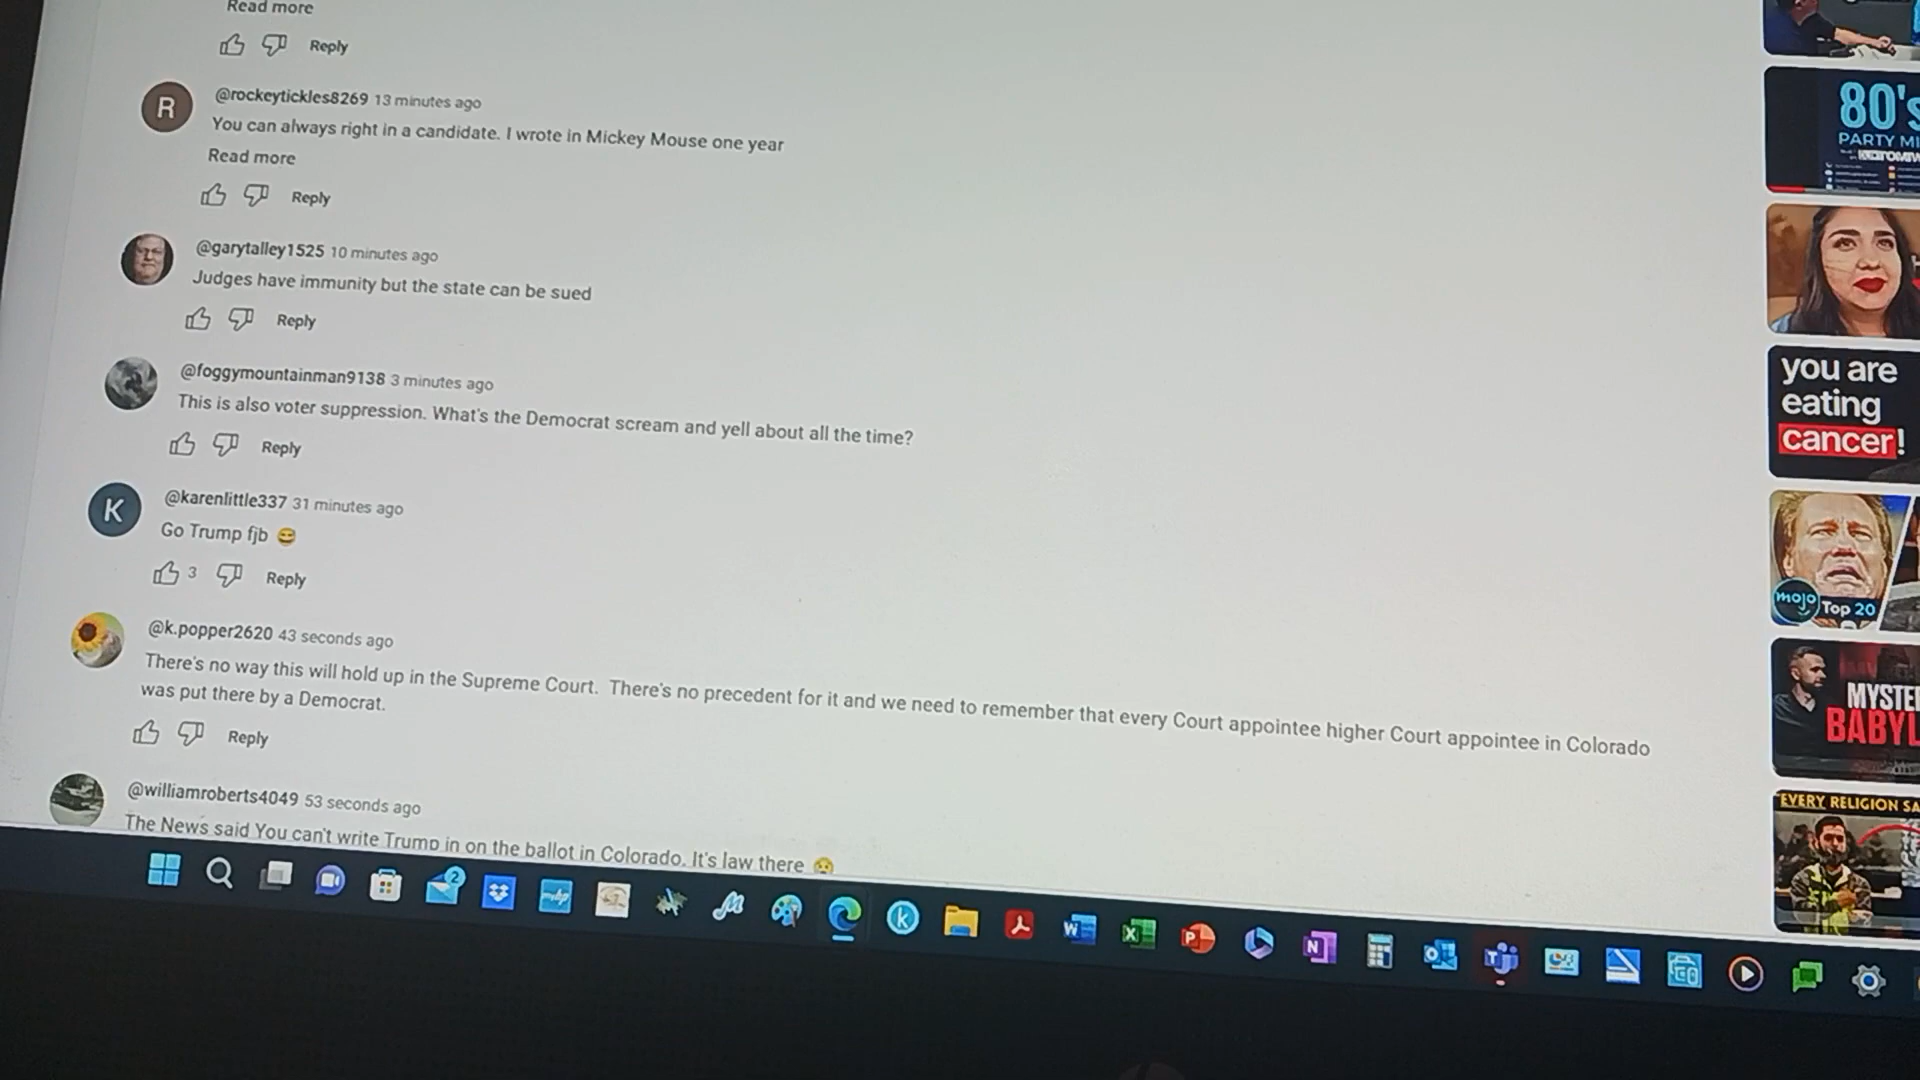 Read more
Reply
R
@rockeytickles8269 13 minutes ago
You can always right in a candidate. I wrote in Mickey Mouse one year
Read more
Reply
@garytalley1525 10 minutes ago
Judges have immunity but the state can be sued
Reply
@foggymountainman9138 3 minutes ago
This is also voter suppression. What's the Democrat scream and yell about all the time?
Reply
K
@karenlittle337 31 minutes ago
Go Trump fjb 😅
3 Reply
@k.popper2620 43 seconds ago
There's no way this will hold up in the Supreme Court. There's no precedent for it and we need to remember that every Court appointee higher Court appointee in Colorado
was put there by a Democrat.
Reply
@williamroberts4049 53 seconds ago
The News said You can't write Trump in on the ballot in Colorado. It's law there 😢
80's
PARTY MI
you are
eating
cancer!
mojo
Top 20
MYSTE
BABYL
EVERY RELIGION SA
2
k
W
X
P
N
O
T